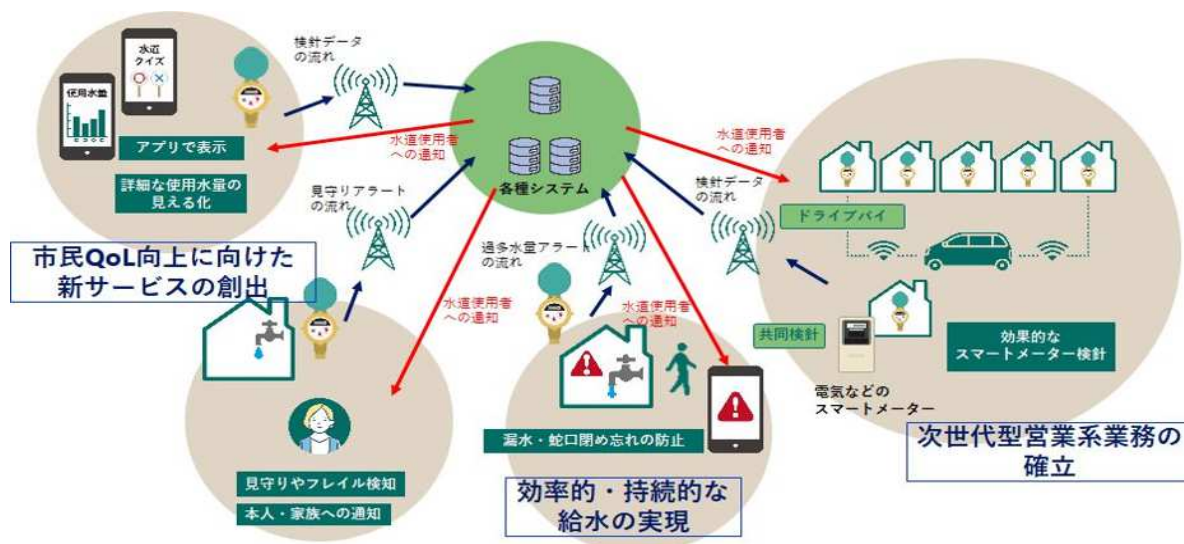 水道
クイズ
使用水量
アプリで表示
詳細な使用水量の
見える化
検針データ
の流れ
水道使用者
への通知
各種システム
市民QoL向上に向けた
新サービスの創出
見守りアラート
の流れ
水道使用者
への通知
見守りやフレイル検知
本人・家族への通知
過多水量アラート
の流れ
水道使用者
への通知
漏水・蛇口閉め忘れの防止
効率的・持続的な
給水の実現
水道使用者
への通知
検針データ
の流れ
ドライブバイ
共同検針
効果的な
スマートメーター検針
電気などの
スマートメーター
次世代型営業系業務の
確立